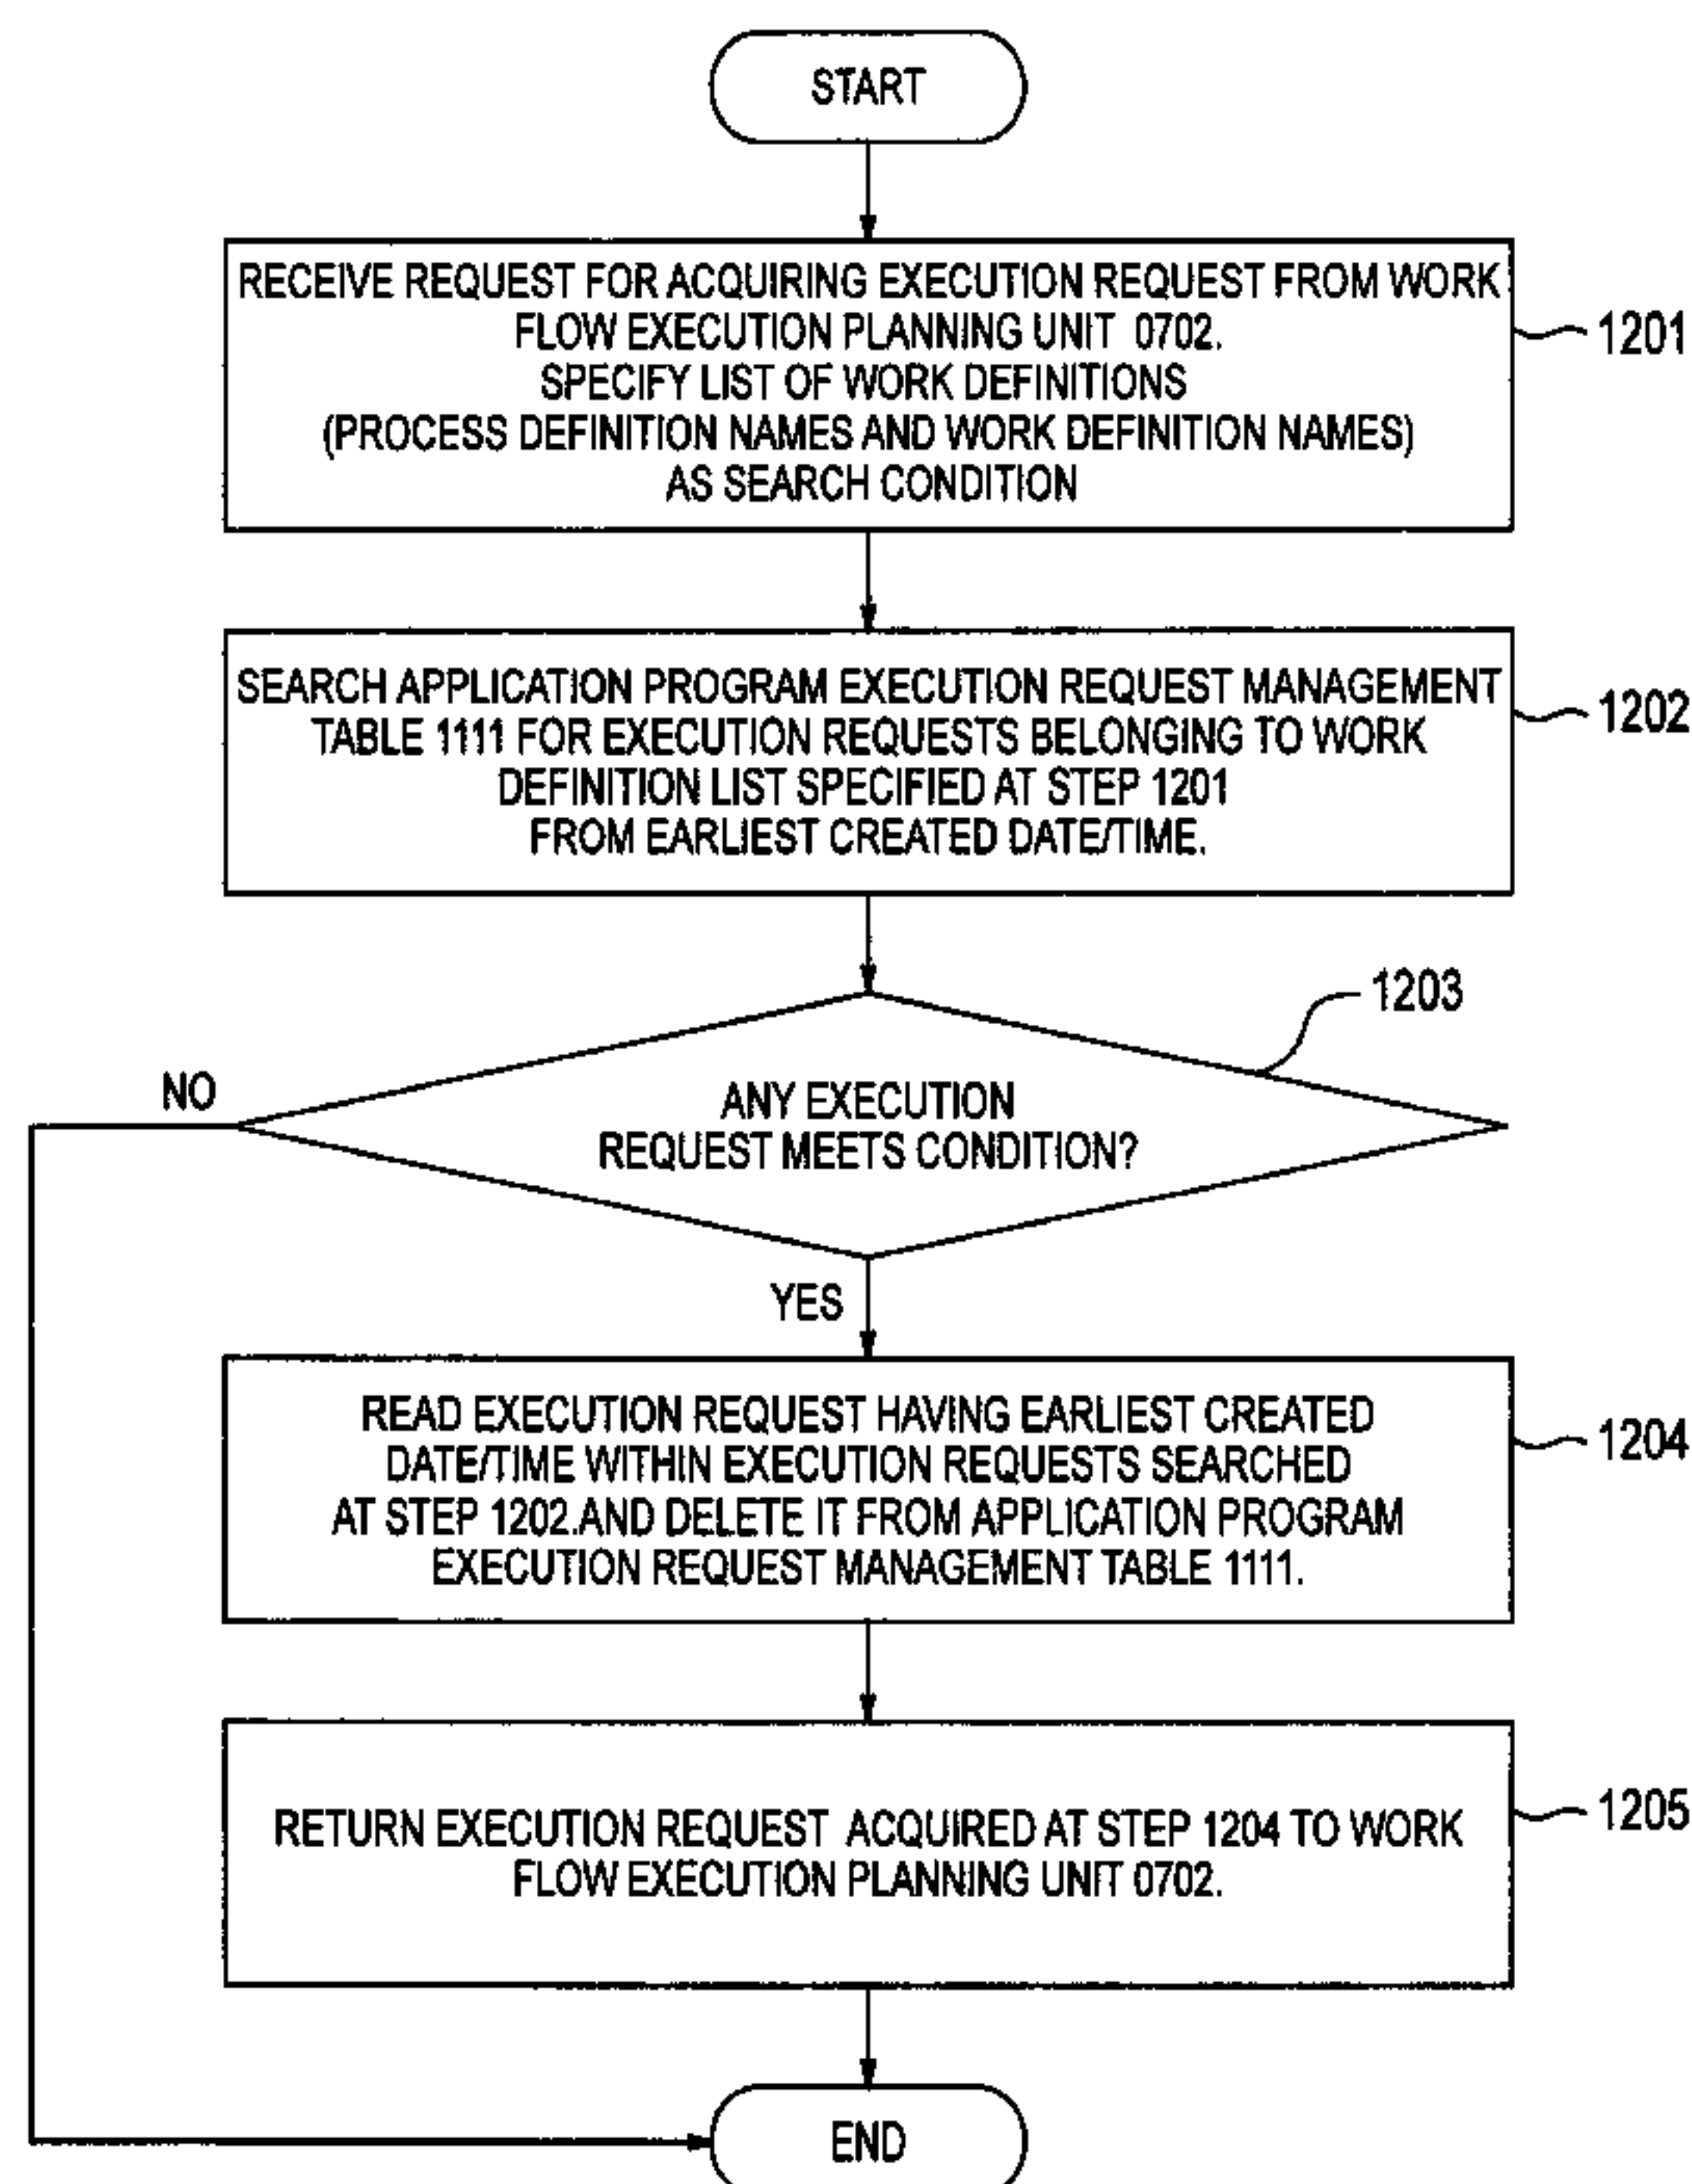 START
RECEIVE REQUEST FOR ACQUIRING EXECUTION REQUEST FROM WORK
FLOW EXECUTION PLANNING UNIT 0702.
SPECIFY LIST OF WORK DEFINITIONS
(PROCESS DEFINITION NAMES AND WORK DEFINITION NAMES)
AS SEARCH CONDITION
1201
SEARCH APPLICATION PROGRAM EXECUTION REQUEST MANAGEMENT
TABLE 1111 FOR EXECUTION REQUESTS BELONGING TO WORK
DEFINITION LIST SPECIFIED AT STEP 1201
FROM EARLIEST CREATED DATE/TIME.
1202
1203
NO
ANY EXECUTION
REQUEST MEETS CONDITION?
YES
READ EXECUTION REQUEST HAVING EARLIEST CREATED
DATE/TIME WITHIN EXECUTION REQUESTS SEARCHED
AT STEP 1202.AND DELETE IT FROM APPLICATION PROGRAM
EXECUTION REQUEST MANAGEMENT TABLE 1111.
1204
RETURN EXECUTION REQUEST ACQUIRED AT STEP 1204 TO WORK
FLOW EXECUTION PLANNING UNIT 0702.
1205
END